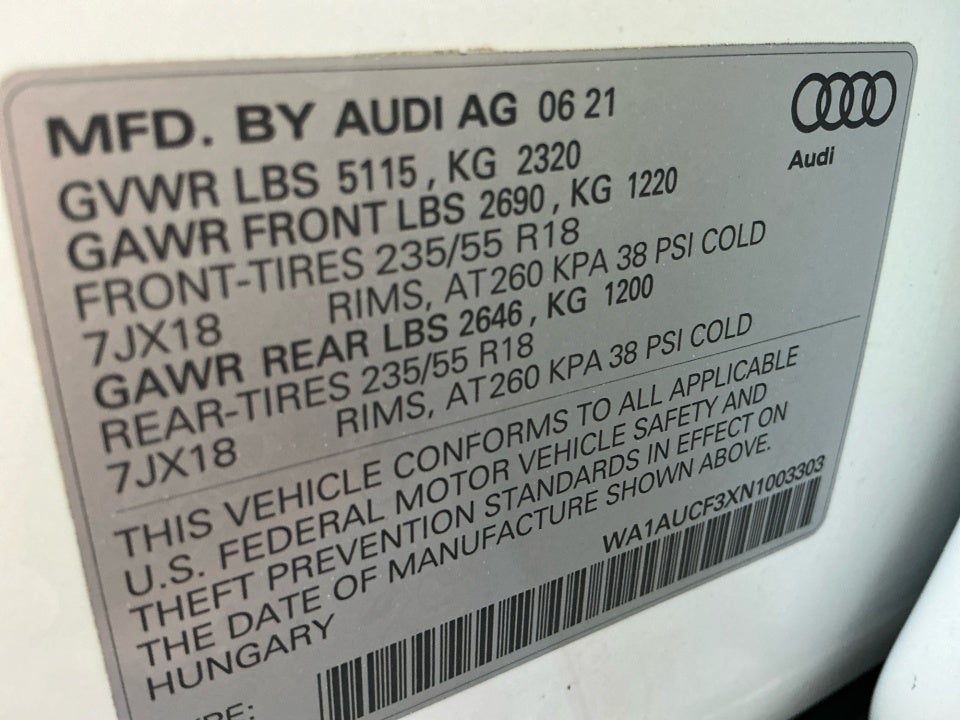 MFD. BY AUDI AG 06 21
Audi
GVWR LBS 5115, KG 2320
GAWR FRONT LBS 2690, KG 1220
FRONT-TIRES 235/55 R18
7JX18 RIMS, AT260 KPA 38 PSI COLD
GAWR REAR LBS 2646, KG 1200
REAR-TIRES 235/55 R18
7JX18 RIMS, AT260 KPA 38 PSI COLD
THIS VEHICLE CONFORMS TO ALL APPLICABLE
U.S. FEDERAL MOTOR VEHICLE SAFETY AND
THEFT PREVENTION STANDARDS IN EFFECT ON
THE DATE OF MANUFACTURE SHOWN ABOVE.
WA1AUCF3XN1003303
HUNGARY